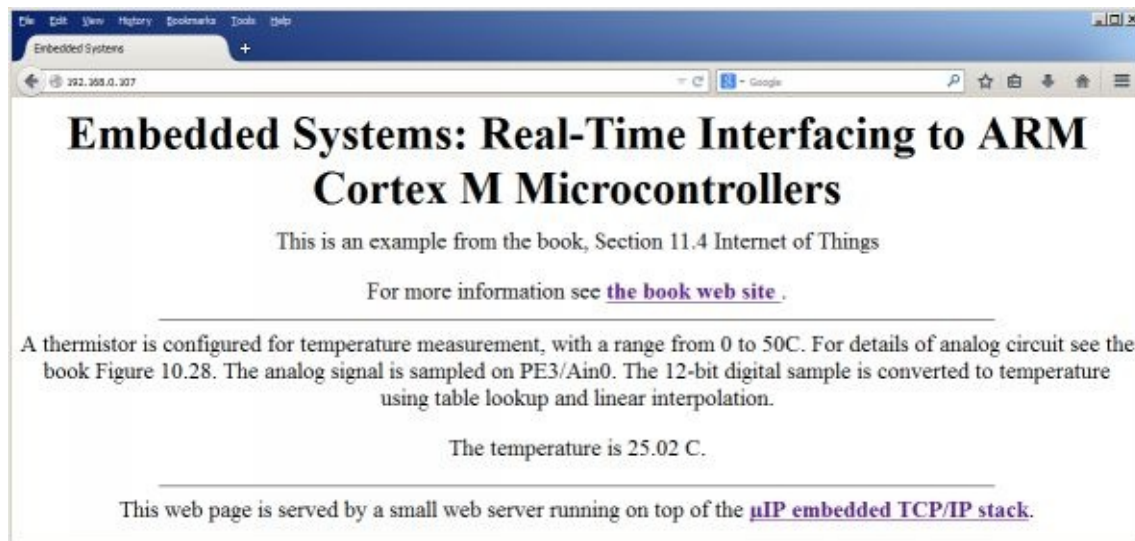 File Edit View History Bookmarks Tools Help
Embedded Systems
192.168.0.107
Google
Embedded Systems: Real-Time Interfacing to ARM
Cortex M Microcontrollers
This is an example from the book, Section 11.4 Internet of Things
For more information see the book web site .
A thermistor is configured for temperature measurement, with a range from 0 to 50C. For details of analog circuit see the
book Figure 10.28. The analog signal is sampled on PE3/Ain0. The 12-bit digital sample is converted to temperature
using table lookup and linear interpolation.
The temperature is 25.02 C.
This web page is served by a small web server running on top of the µIP embedded TCP/IP stack.